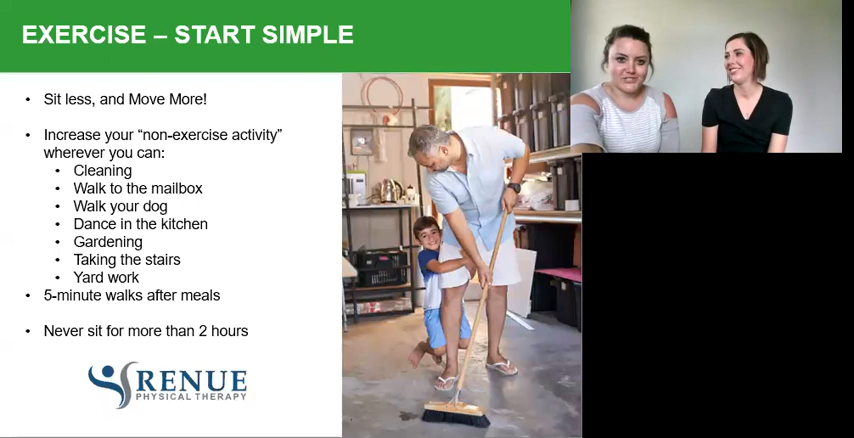 EXERCISE – START SIMPLE
• Sit less, and Move More!
• Increase your “non-exercise activity”
wherever you can:
• Cleaning
• Walk to the mailbox
• Walk your dog
• Dance in the kitchen
• Gardening
• Taking the stairs
• Yard work
• 5-minute walks after meals
• Never sit for more than 2 hours
RENUE
PHYSICAL THERAPY